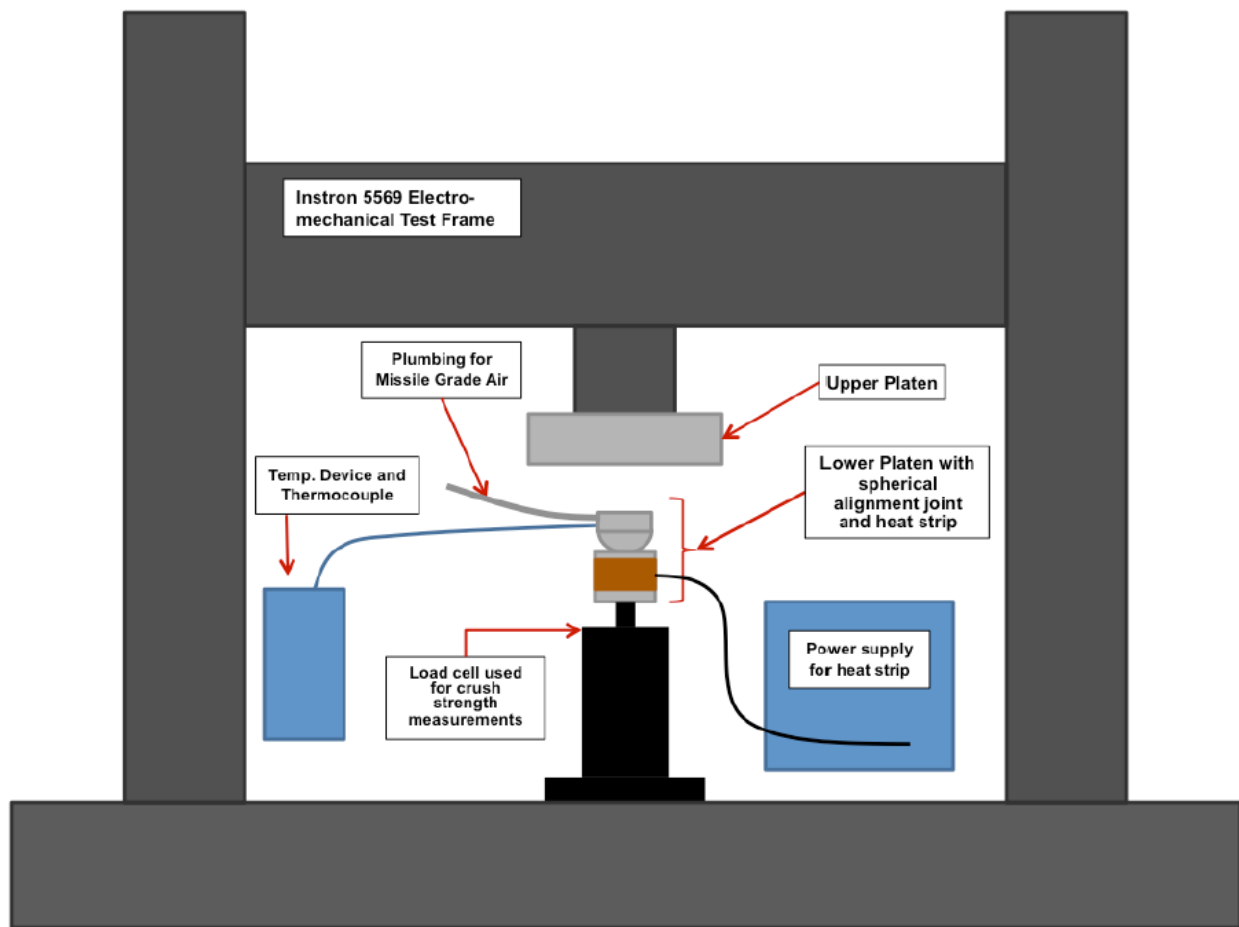 Instron 5569 Electro-
mechanical Test Frame
Plumbing for
Missile Grade Air
Upper Platen
Temp. Device and
Thermocouple
Lower Platen with
spherical
alignment joint
and heat strip
Load cell used
for crush
strength
measurements
Power supply
for heat strip